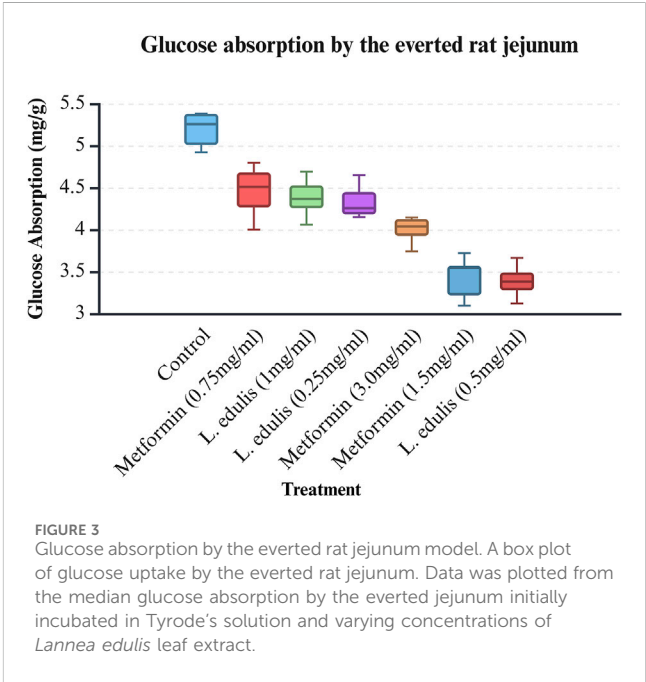 Glucose absorption by the everted rat jejunum
Glucose Absorption (mg/g)
5.5
5
4.5
4
3.5
3
Control
Metformin (0.75mg/ml)
L. edulis (1mg/ml)
L. edulis (0.25mg/ml)
Metformin (3.0mg/ml)
Metformin (1.5mg/ml)
L. edulis (0.5mg/ml)
Treatment
FIGURE 3
Glucose absorption by the everted rat jejunum model. A box plot
of glucose uptake by the everted rat jejunum. Data was plotted from
the median glucose absorption by the everted jejunum initially
incubated in Tyrode’s solution and varying concentrations of
Lannea edulis leaf extract.